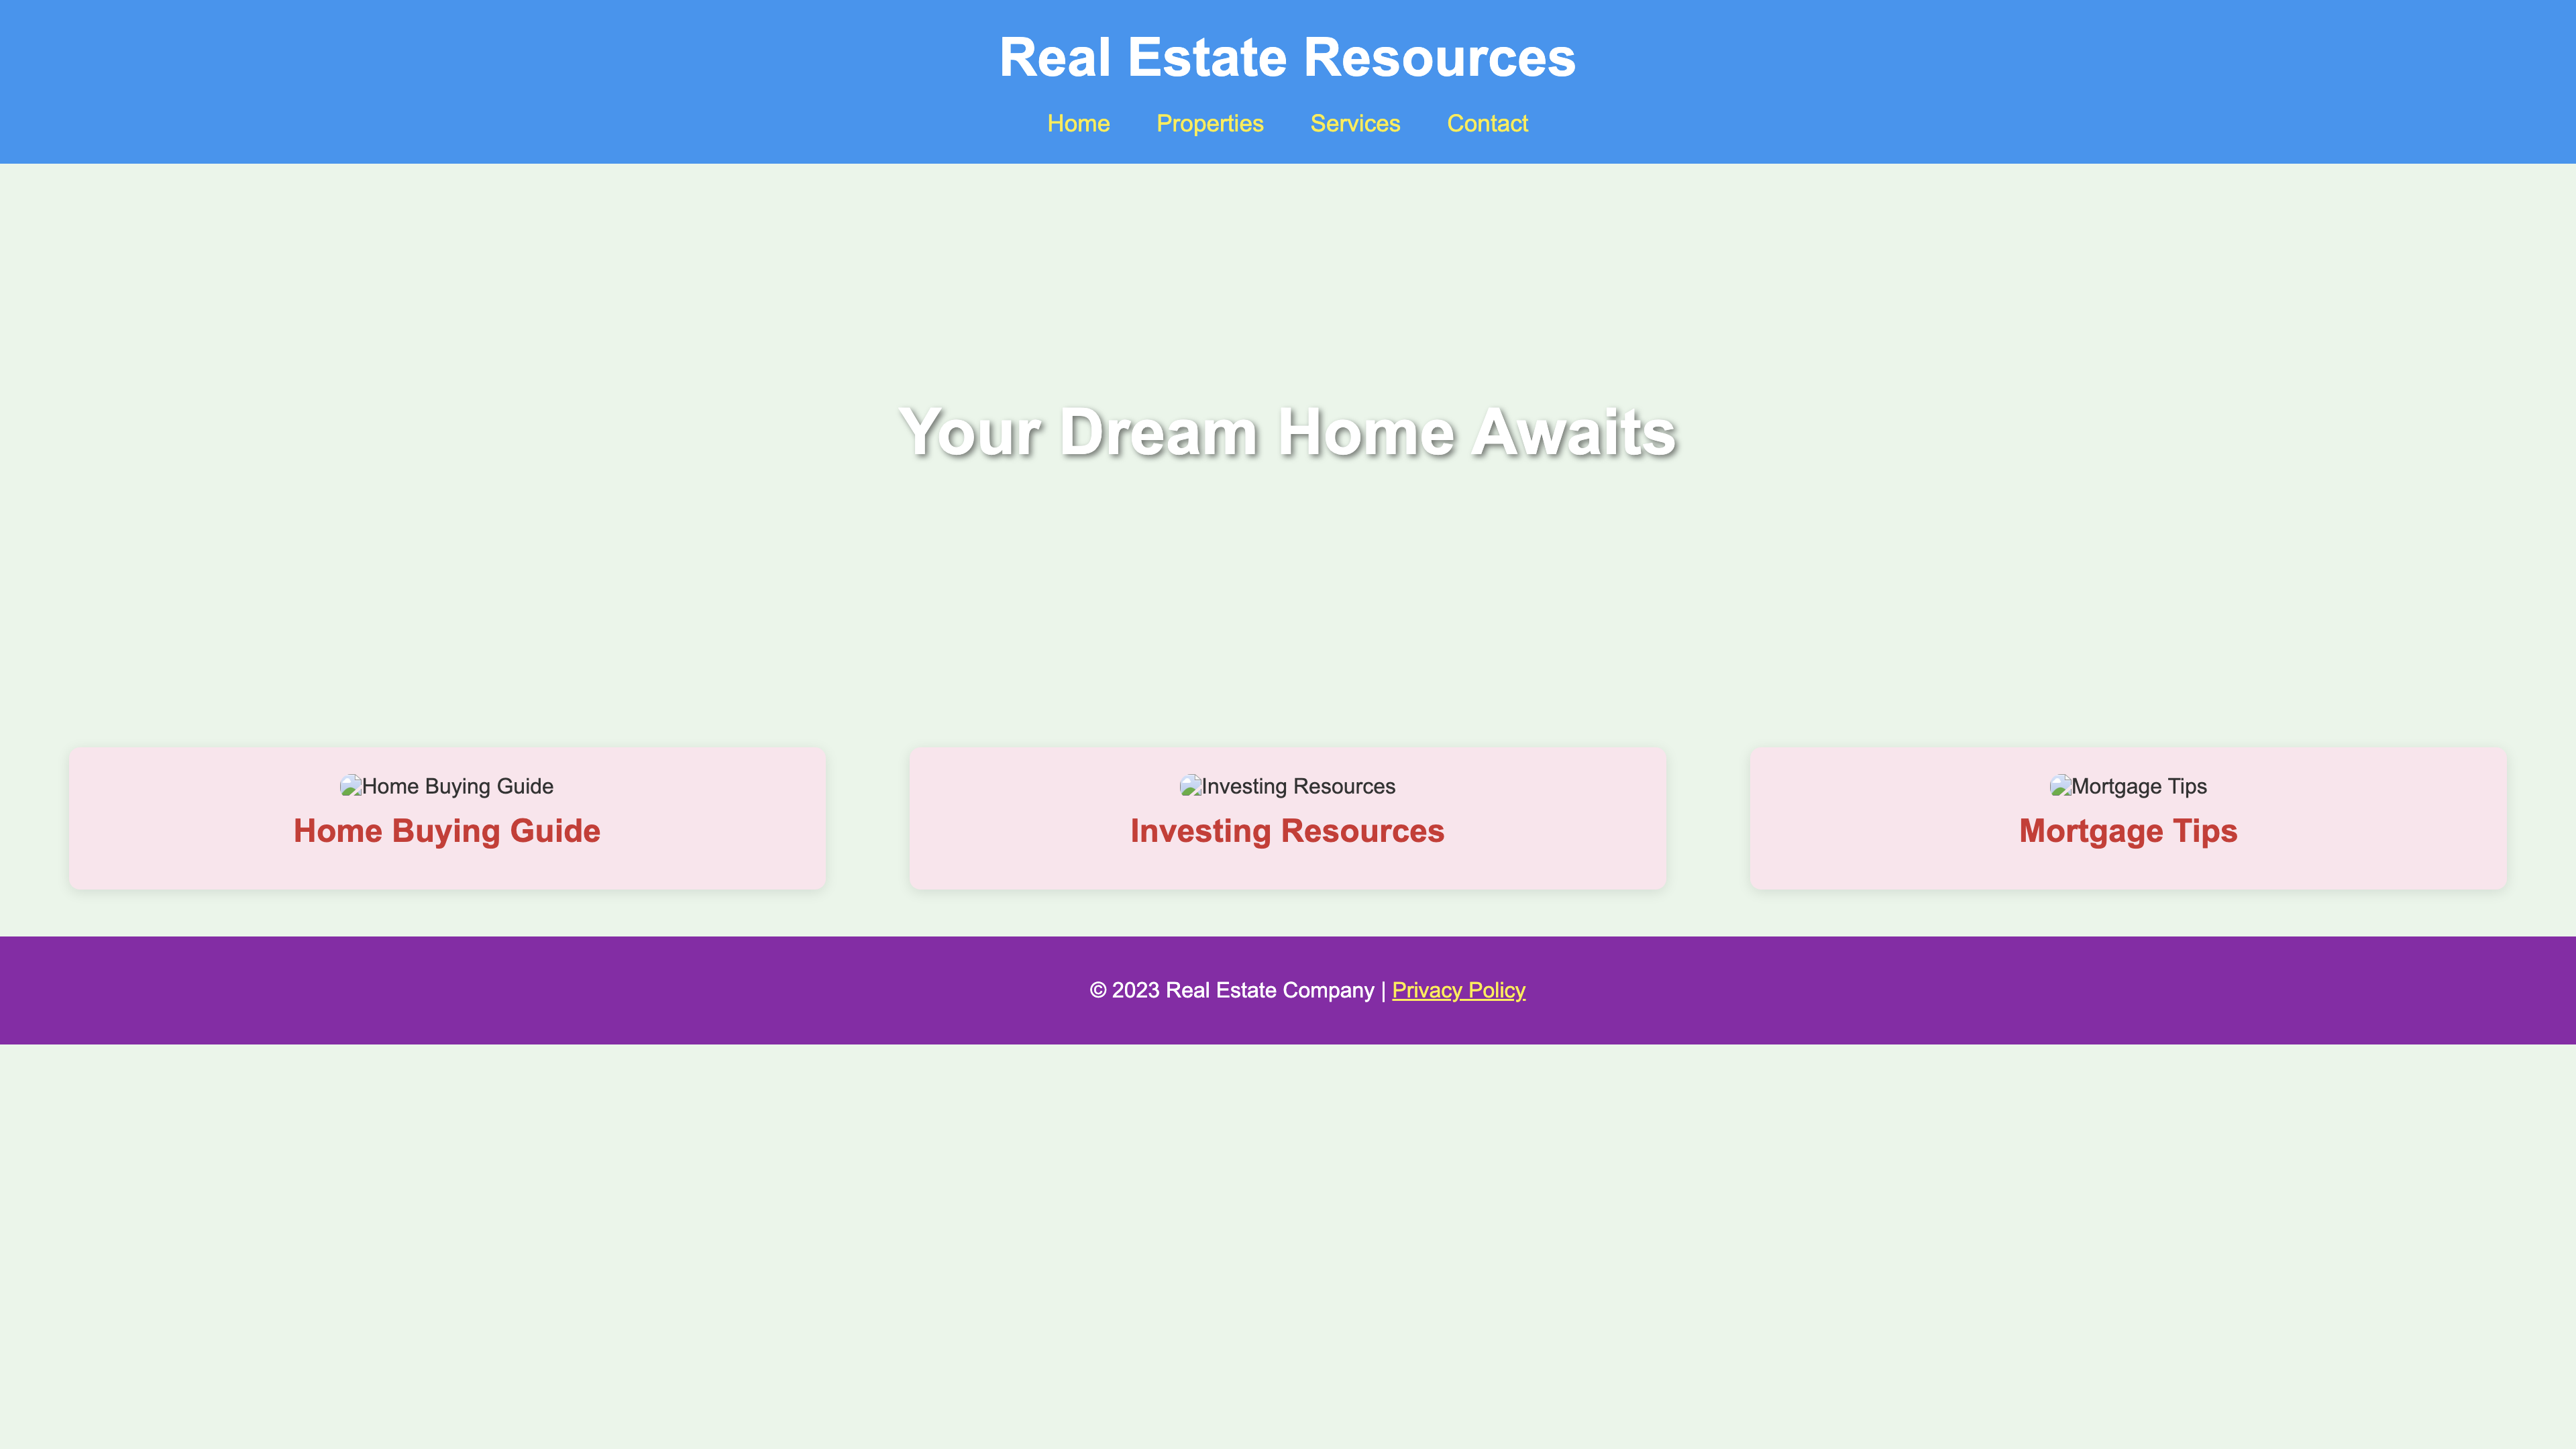 Real Estate Resources
Home Properties Services Contact
Your Dream Home Awaits
Home Buying Guide
Home Buying Guide
Investing Resources
Investing Resources
Mortgage Tips
Mortgage Tips
© 2023 Real Estate Company | Privacy Policy